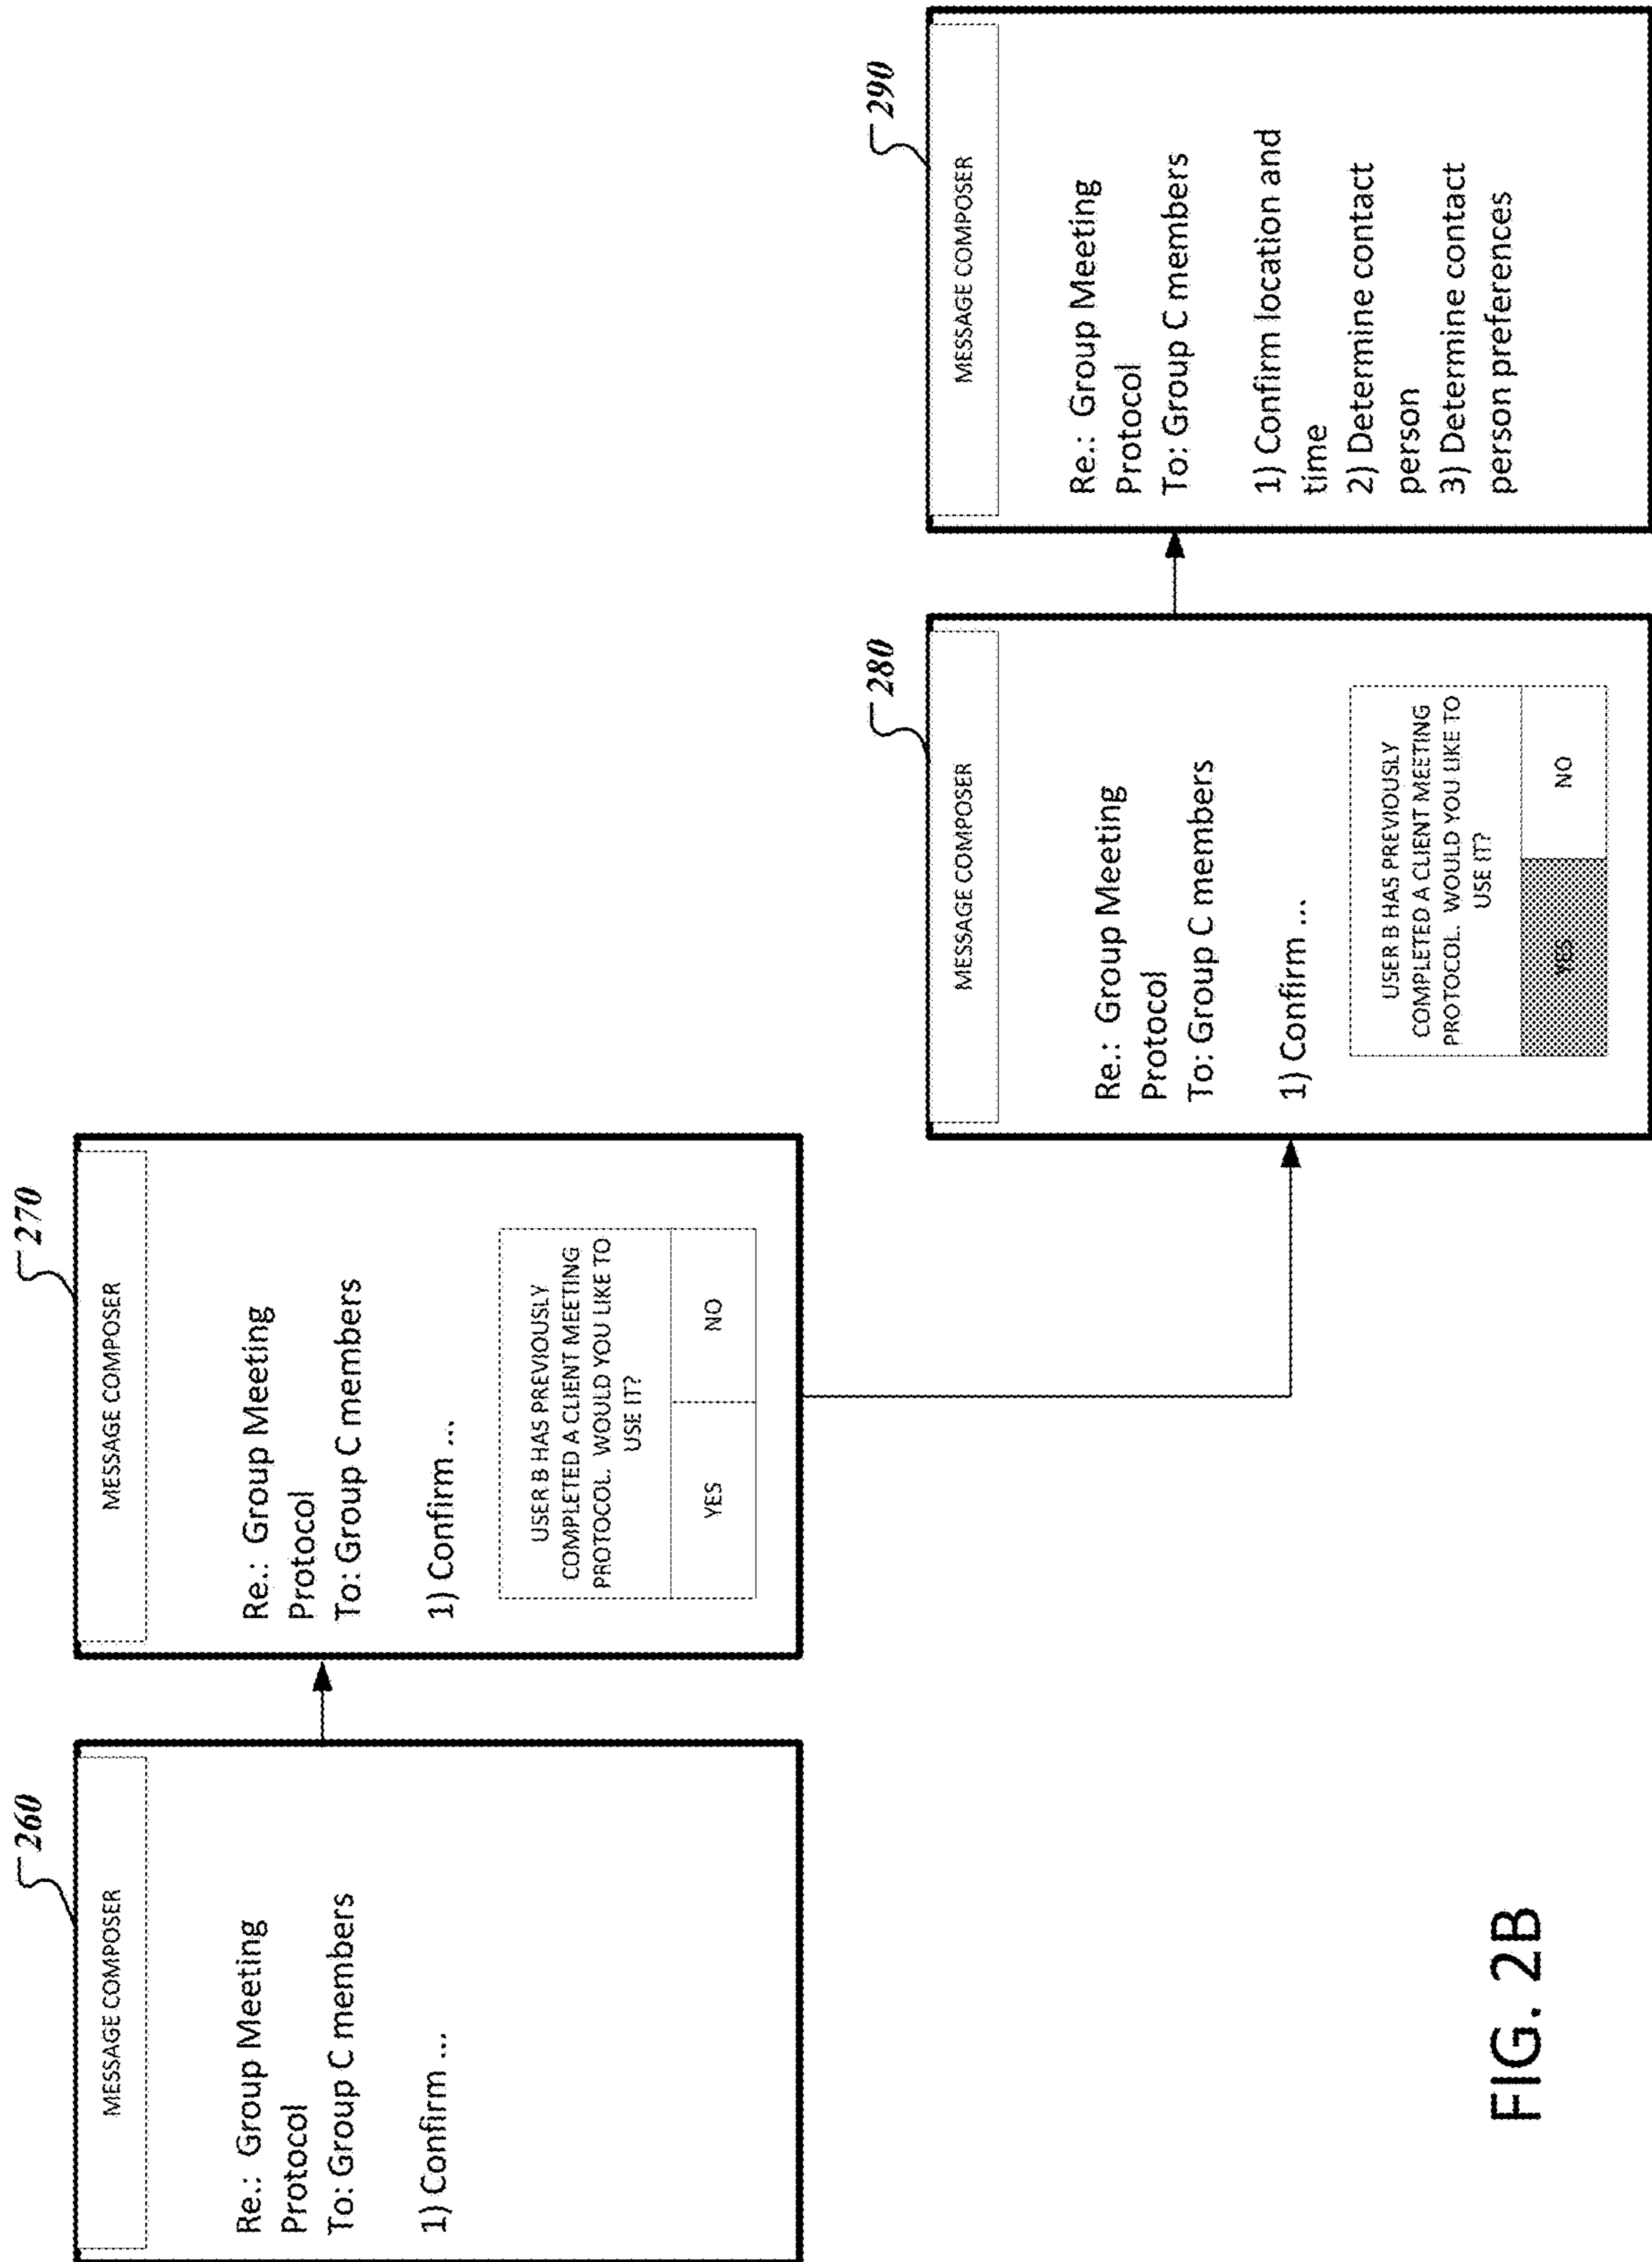 260
MESSAGE COMPOSER
Re.: Group Meeting
Protocol
To: Group C members
1) Confirm ...
270
MESSAGE COMPOSER
Re.: Group Meeting
Protocol
To: Group C members
1) Confirm ...
USER B HAS PREVIOUSLY
COMPLETED A CLIENT MEETING
PROTOCOL. WOULD YOU LIKE TO
USE IT?
YES NO
280
MESSAGE COMPOSER
Re.: Group Meeting
Protocol
To: Group C members
1) Confirm ...
USER B HAS PREVIOUSLY
COMPLETED A CLIENT MEETING
PROTOCOL. WOULD YOU LIKE TO
USE IT?
YES NO
290
MESSAGE COMPOSER
Re.: Group Meeting
Protocol
To: Group C members
1) Confirm location and
time
2) Determine contact
person
3) Determine contact
person preferences
FIG. 2B